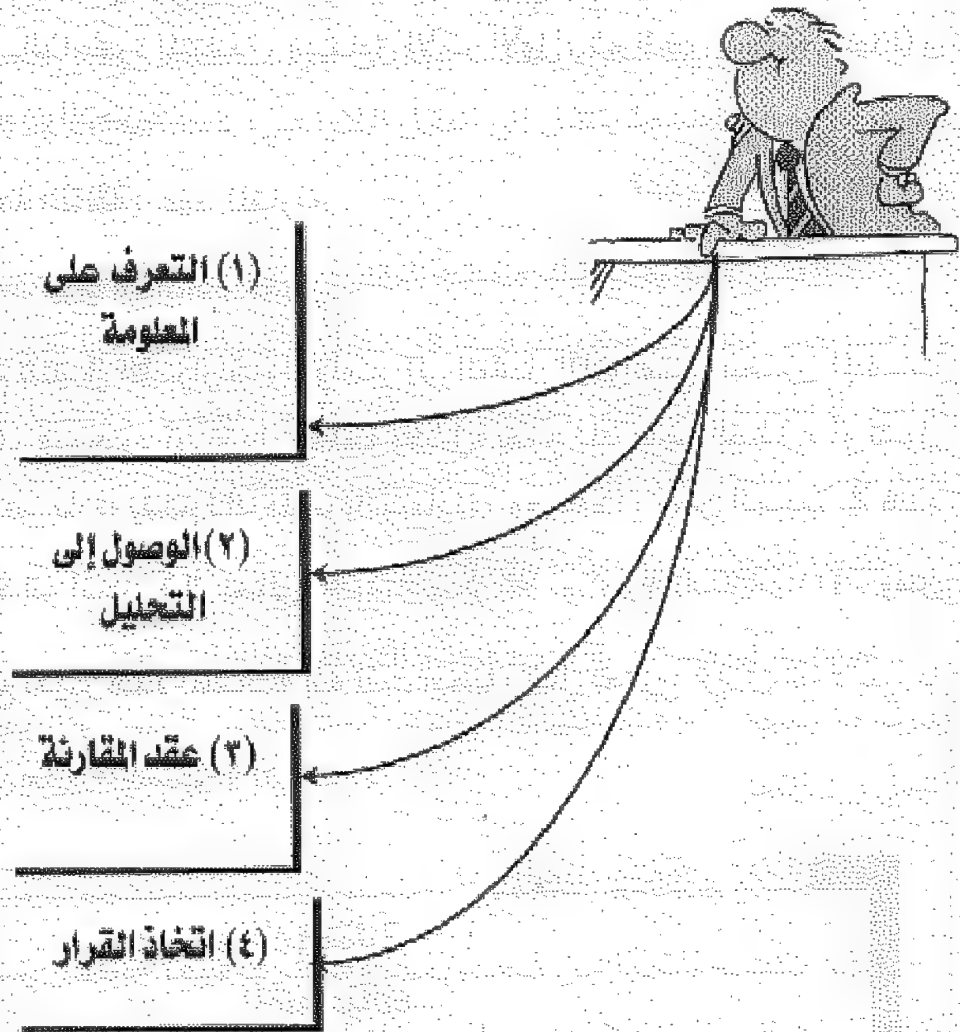 (١) التعرف على
المعلومة
(٢) الوصول إلى
التحليل
(٣) عقد المقارنة
(٤) اتخاذ القرار